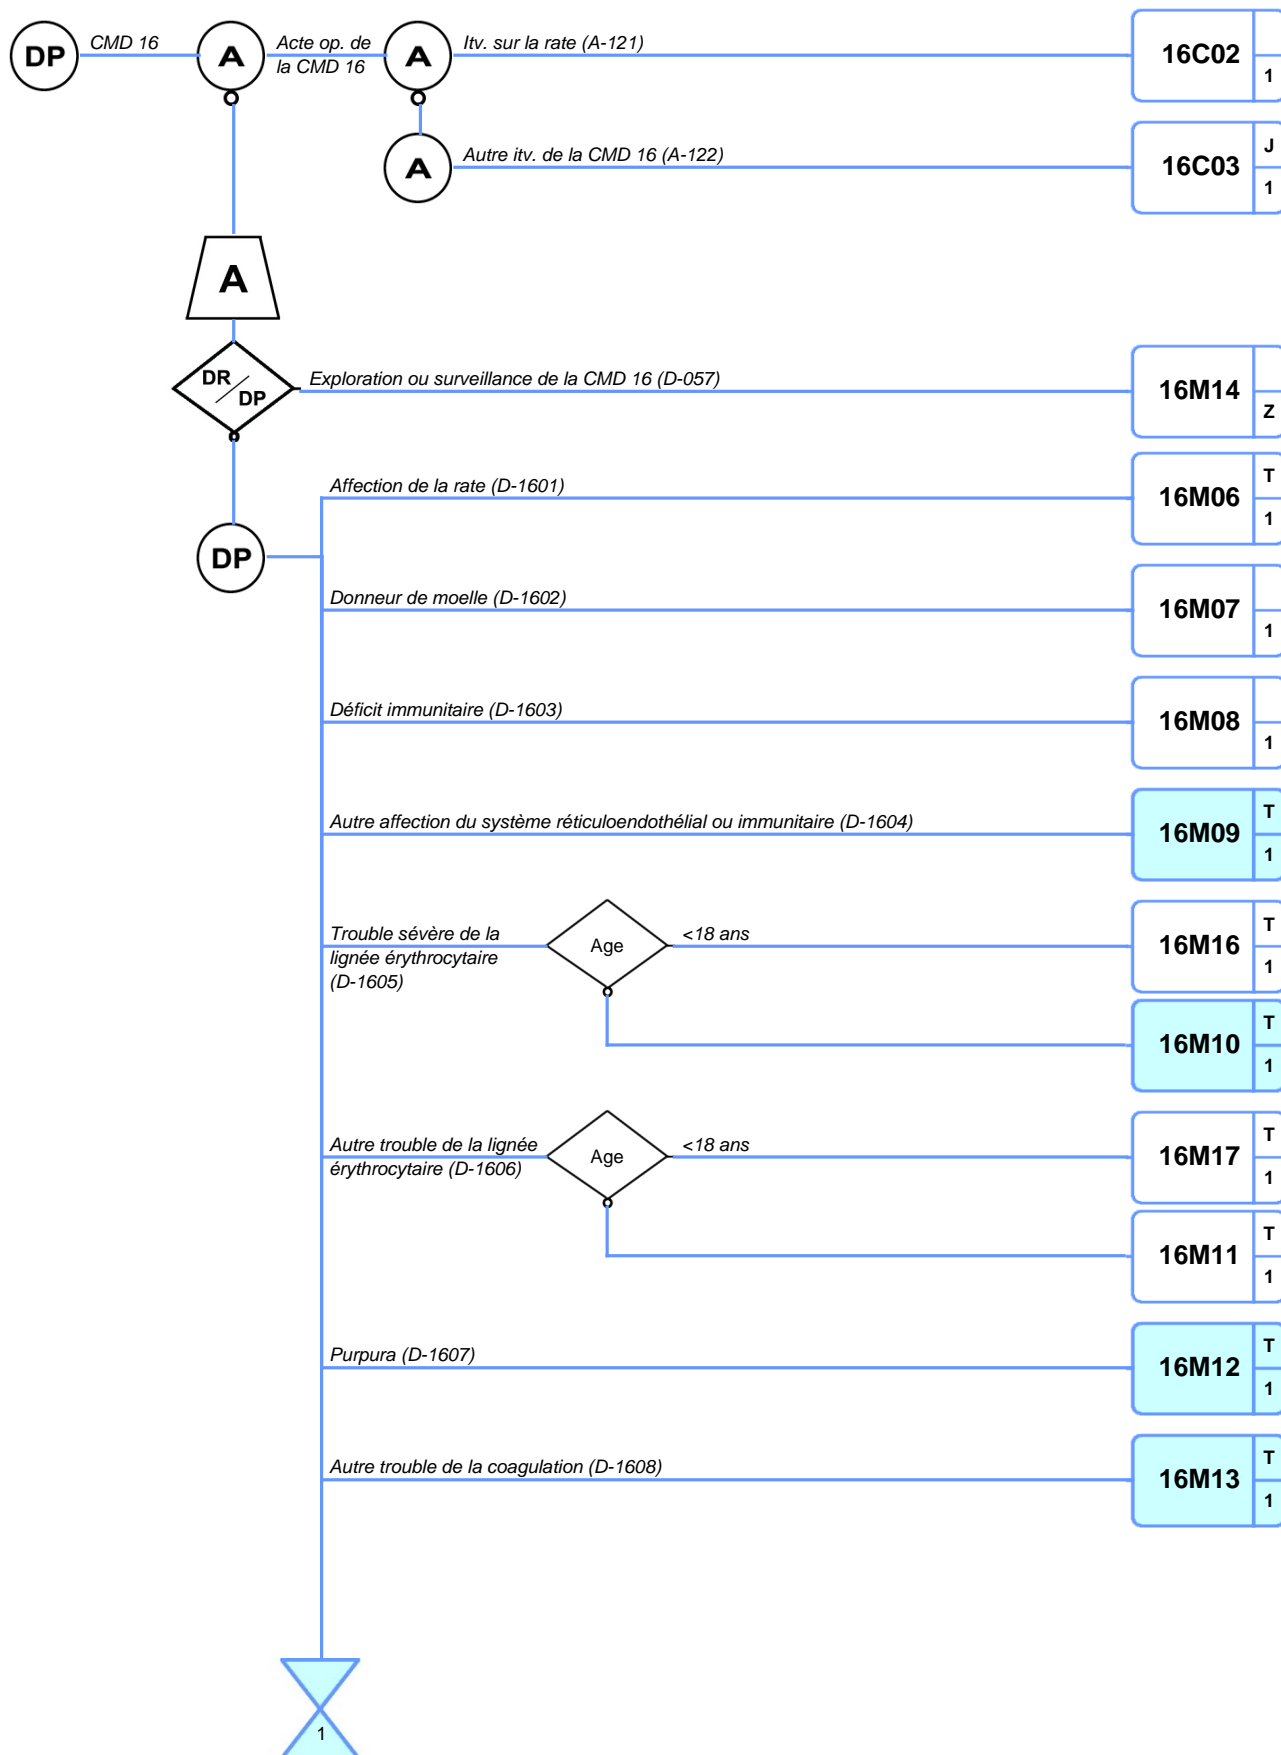 DP
CMD 16
A
Acte op. de
la CMD 16
A
Itv. sur la rate (A-121)
16C02
1
A
Autre itv. de la CMD 16 (A-122)
16C03
J
1
A
DR
DP
Exploration ou surveillance de la CMD 16 (D-057)
16M14
Z
DP
Affection de la rate (D-1601)
16M06
T
1
Donneur de moelle (D-1602)
16M07
1
Déficit immunitaire (D-1603)
16M08
1
Autre affection du système réticuloendothélial ou immunitaire (D-1604)
16M09
T
1
Trouble sévère de la
lignée érythrocytaire
(D-1605)
Age
<18 ans
16M16
T
1
16M10
T
1
Autre trouble de la lignée
érythrocytaire (D-1606)
Age
<18 ans
16M17
T
1
16M11
T
1
Purpura (D-1607)
16M12
T
1
Autre trouble de la coagulation (D-1608)
16M13
T
1
1